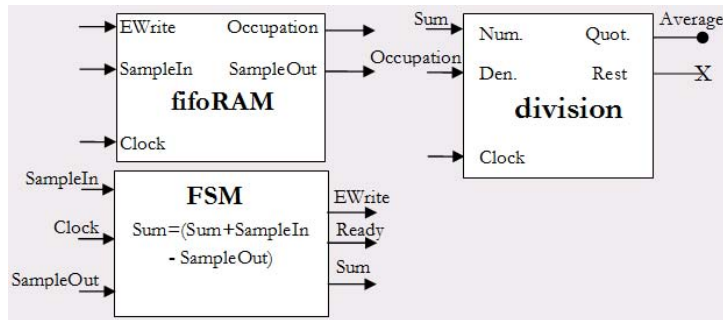 EWrite Occupation
SampleIn SampleOut
fifoRAM
Clock
Sum
Occupation
Num. Quot.
Den. Rest
division
Clock
Average
X
SampleIn
Clock
SampleOut
FSM
Sum=(Sum+SampleIn
- SampleOut)
EWrite
Ready
Sum